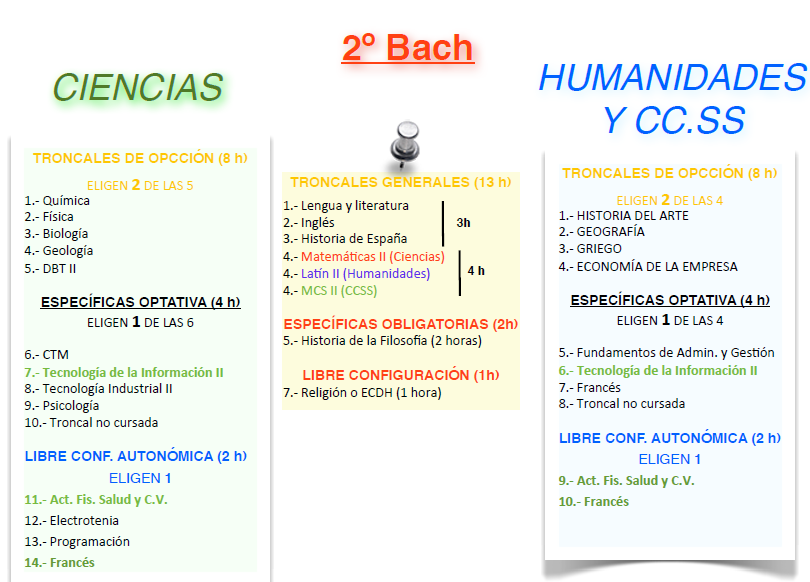 2º Bach
CIENCIAS
TRONCALES DE OPCCIÓN (8 h)
ELIGEN 2 DE LAS 5
1.- Química
2.- Física
3.- Biología
4.- Geología
5.- DBT II
ESPECÍFICAS OPTATIVA (4 h)
ELIGEN 1 DE LAS 6
6.- CTM
7.- Tecnología de la Información II
8.- Tecnología Industrial II
9.- Psicología
10.- Troncal no cursada
LIBRE CONF. AUTONÓMICA (2 h)
ELIGEN 1
11.- Act. Fis. Salud y C.V.
12.- Electrotenia
13.- Programación
14.- Francés
TRONCALES GENERALES (13 h)
1.- Lengua y literatura
2.- Inglés
3.- Historia de España
3h
4.- Matemáticas II (Ciencias)
4.- Latín II (Humanidades)
4.- MCS II (CCSS)
4 h
ESPECÍFICAS OBLIGATORIAS (2h)
5.- Historia de la Filosofía (2 horas)
LIBRE CONFIGURACIÓN (1h)
7.- Religión o ECDH (1 hora)
HUMANIDADES
Y CC.SS
TRONCALES DE OPCCIÓN (8 h)
ELIGEN 2 DE LAS 4
1.- HISTORIA DEL ARTE
2.- GEOGRAFÍA
3.- GRIEGO
4.- ECONOMÍA DE LA EMPRESA
ESPECÍFICAS OPTATIVA (4 h)
ELIGEN 1 DE LAS 4
5.- Fundamentos de Admin. y Gestión
6.- Tecnología de la Información II
7.- Francés
8.- Troncal no cursada
LIBRE CONF. AUTONÓMICA (2 h)
ELIGEN 1
9.- Act. Fis. Salud y C.V.
10.- Francés